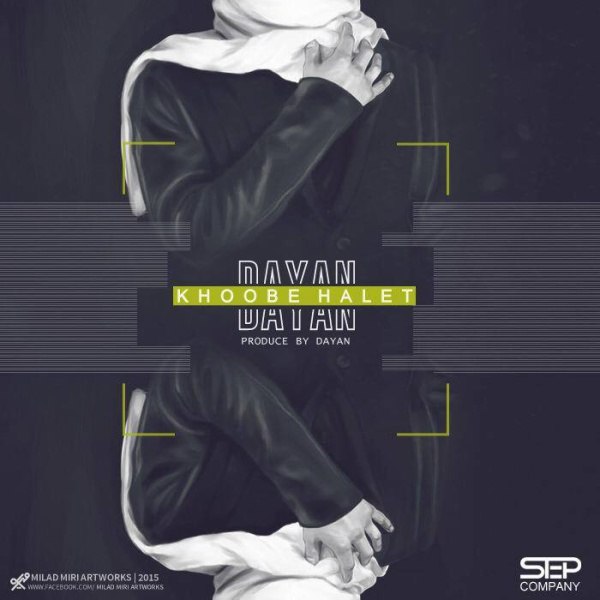 DAYAN
KHOOBE HALET
DAYAN
PRODUCE BY DAYAN
MILAD MIRI ARTWORKS | 2015
WWW.FACEBOOK.COM/ MILAD MIRI ARTWORKS
SEP
COMPANY